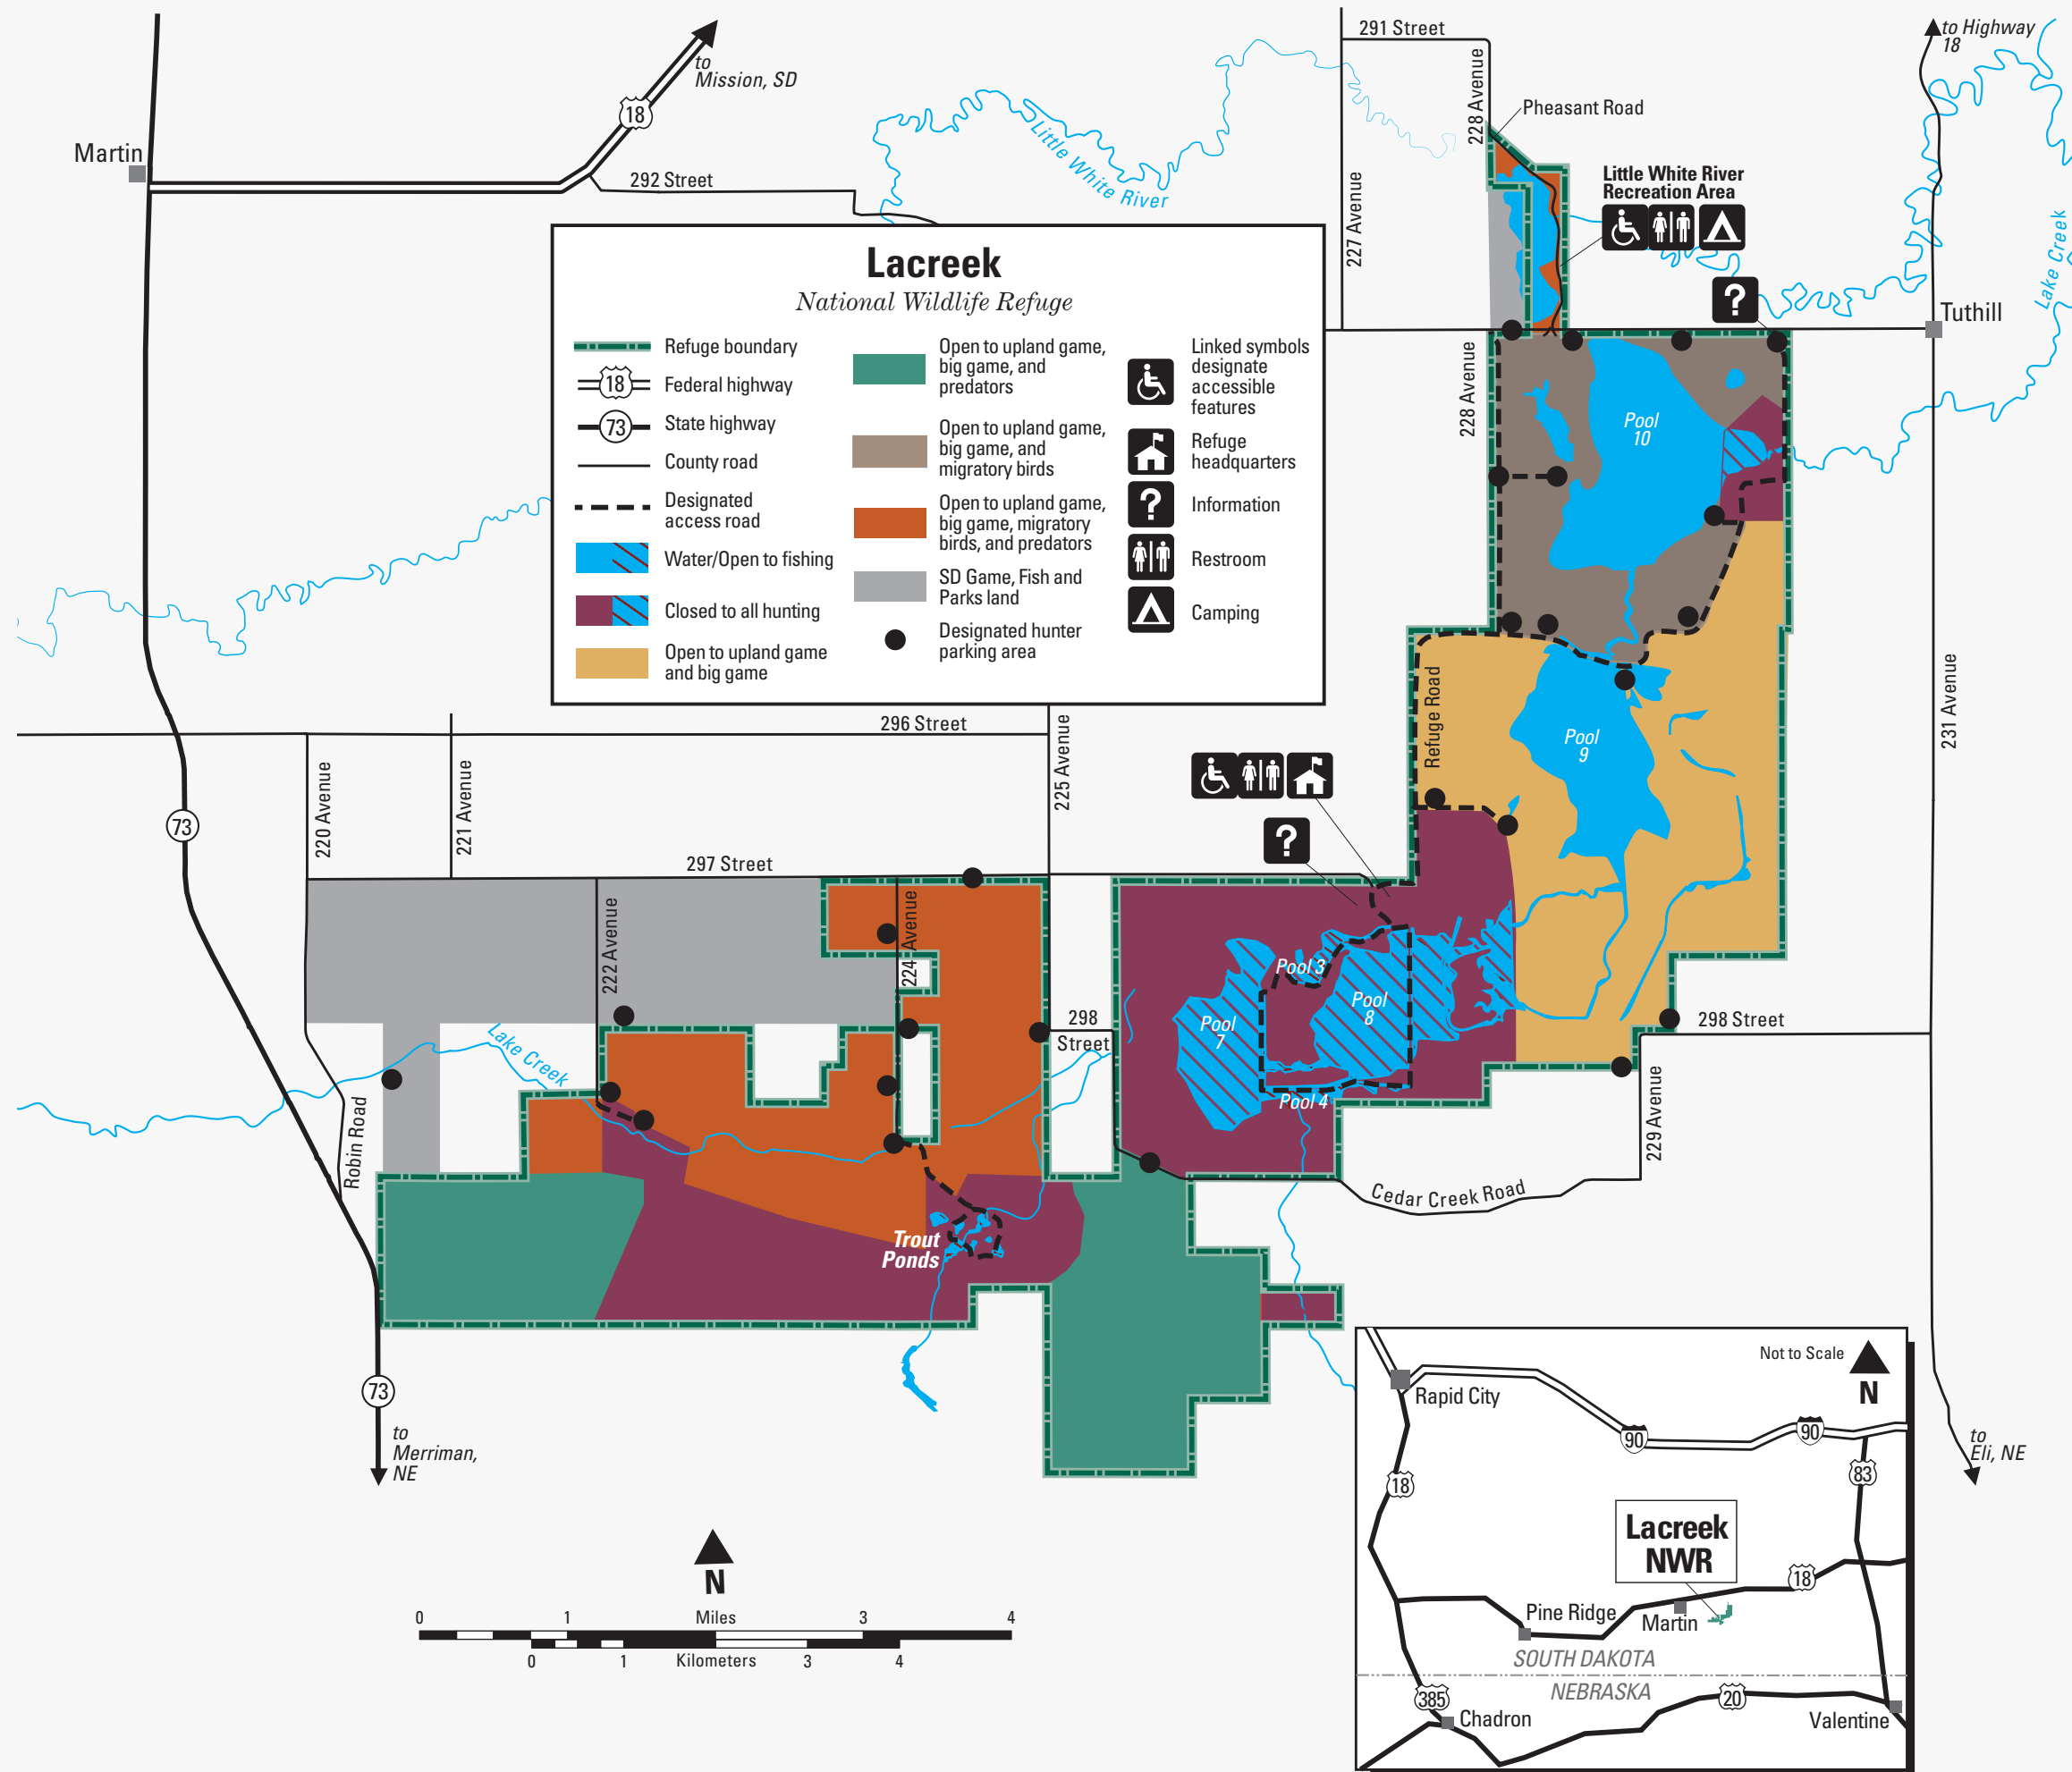 to
Mission, SD
18
Martin
292 Street
Little White River
291 Street
228 Avenue
Pheasant Road
227 Avenue
Little White River
Recreation Area
to Highway
18
Lake Creek
Tuthill
Lacreek
National Wildlife Refuge
Refuge boundary
18
Federal highway
73
State highway
County road
Designated
access road
Water/Open to fishing
Closed to all hunting
Open to upland game
and big game
Open to upland game,
big game, and
predators
Open to upland game,
big game, and
migratory birds
Open to upland game,
big game, migratory
birds, and predators
SD Game, Fish and
Parks land
Designated hunter
parking area
Linked symbols
designate
accessible
features
Refuge
headquarters
?
Information
Restroom
Camping
?
228 Avenue
Pool
10
231 Avenue
Refuge Road
Pool
9
296 Street
225 Avenue
220 Avenue
221 Avenue
73
297 Street
?
222 Avenue
224 Avenue
Pool 3
Pool
7
Pool
8
Pool 4
298
Street
298 Street
229 Avenue
Cedar Creek Road
Lake Creek
Robin Road
Trout
Ponds
73
to
Merriman,
NE
to
Eli, NE
N
0 1 Miles 3 4
0 1 Kilometers 3 4
Not to Scale
N
Rapid City
90
90
18
83
Lacreek
NWR
18
Pine Ridge
Martin
SOUTH DAKOTA
NEBRASKA
385
20
Chadron
Valentine